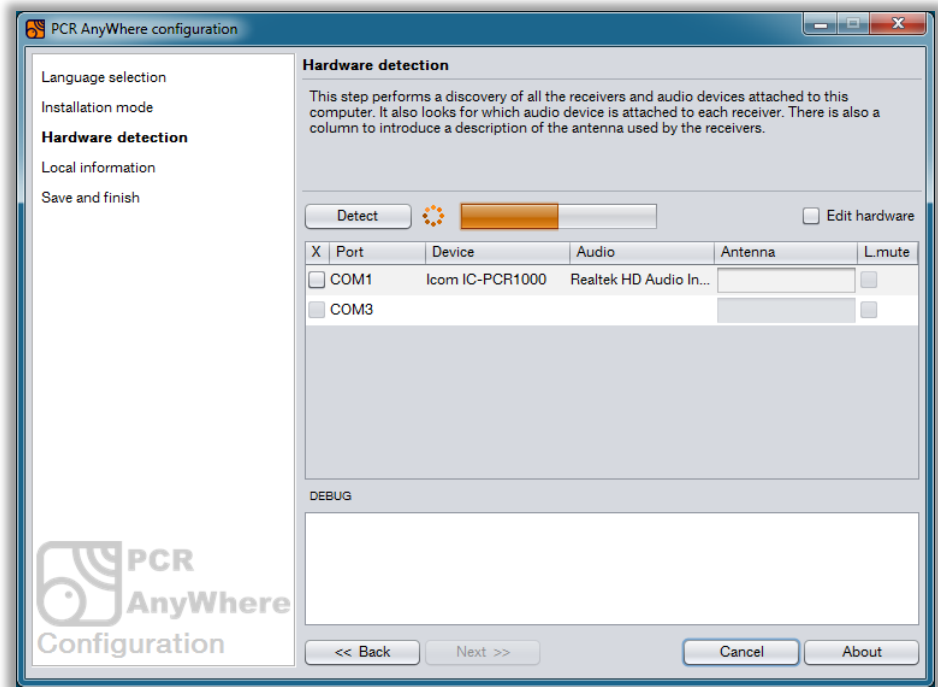 PCR AnyWhere configuration
Language selection
Installation mode
Hardware detection
Local information
Save and finish
Hardware detection
This step performs a discovery of all the receivers and audio devices attached to this
computer. It also looks for which audio device is attached to each receiver. There is also a
column to introduce a description of the antenna used by the receivers.
Detect
Edit hardware
X Port Device Audio Antenna L.mute
COM1 Icom IC-PCR1000 Realtek HD Audio In...
COM3
DEBUG
PCR
AnyWhere
Configuration
<< Back Next >> Cancel About